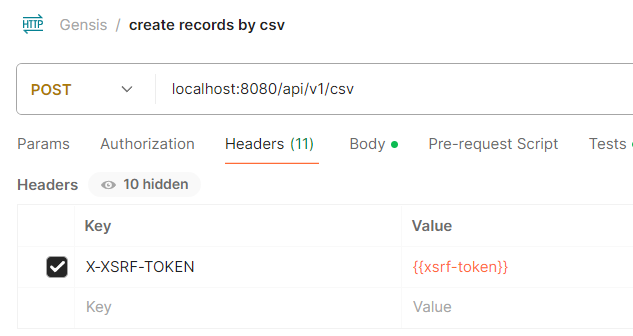 HTTP Gensis / create records by csv
POST localhost:8080/api/v1/csv
Params Authorization Headers (11) Body Pre-request Script Tests
Headers 10 hidden
Key Value
X-XSRF-TOKEN {{xsrf-token}}
Key Value